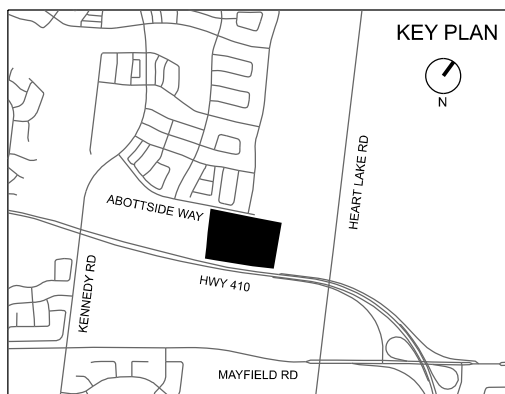 KEY PLAN
N
HEART LAKE RD
ABOTTSIDE WAY
KENNEDY RD
HWY 410
MAYFIELD RD